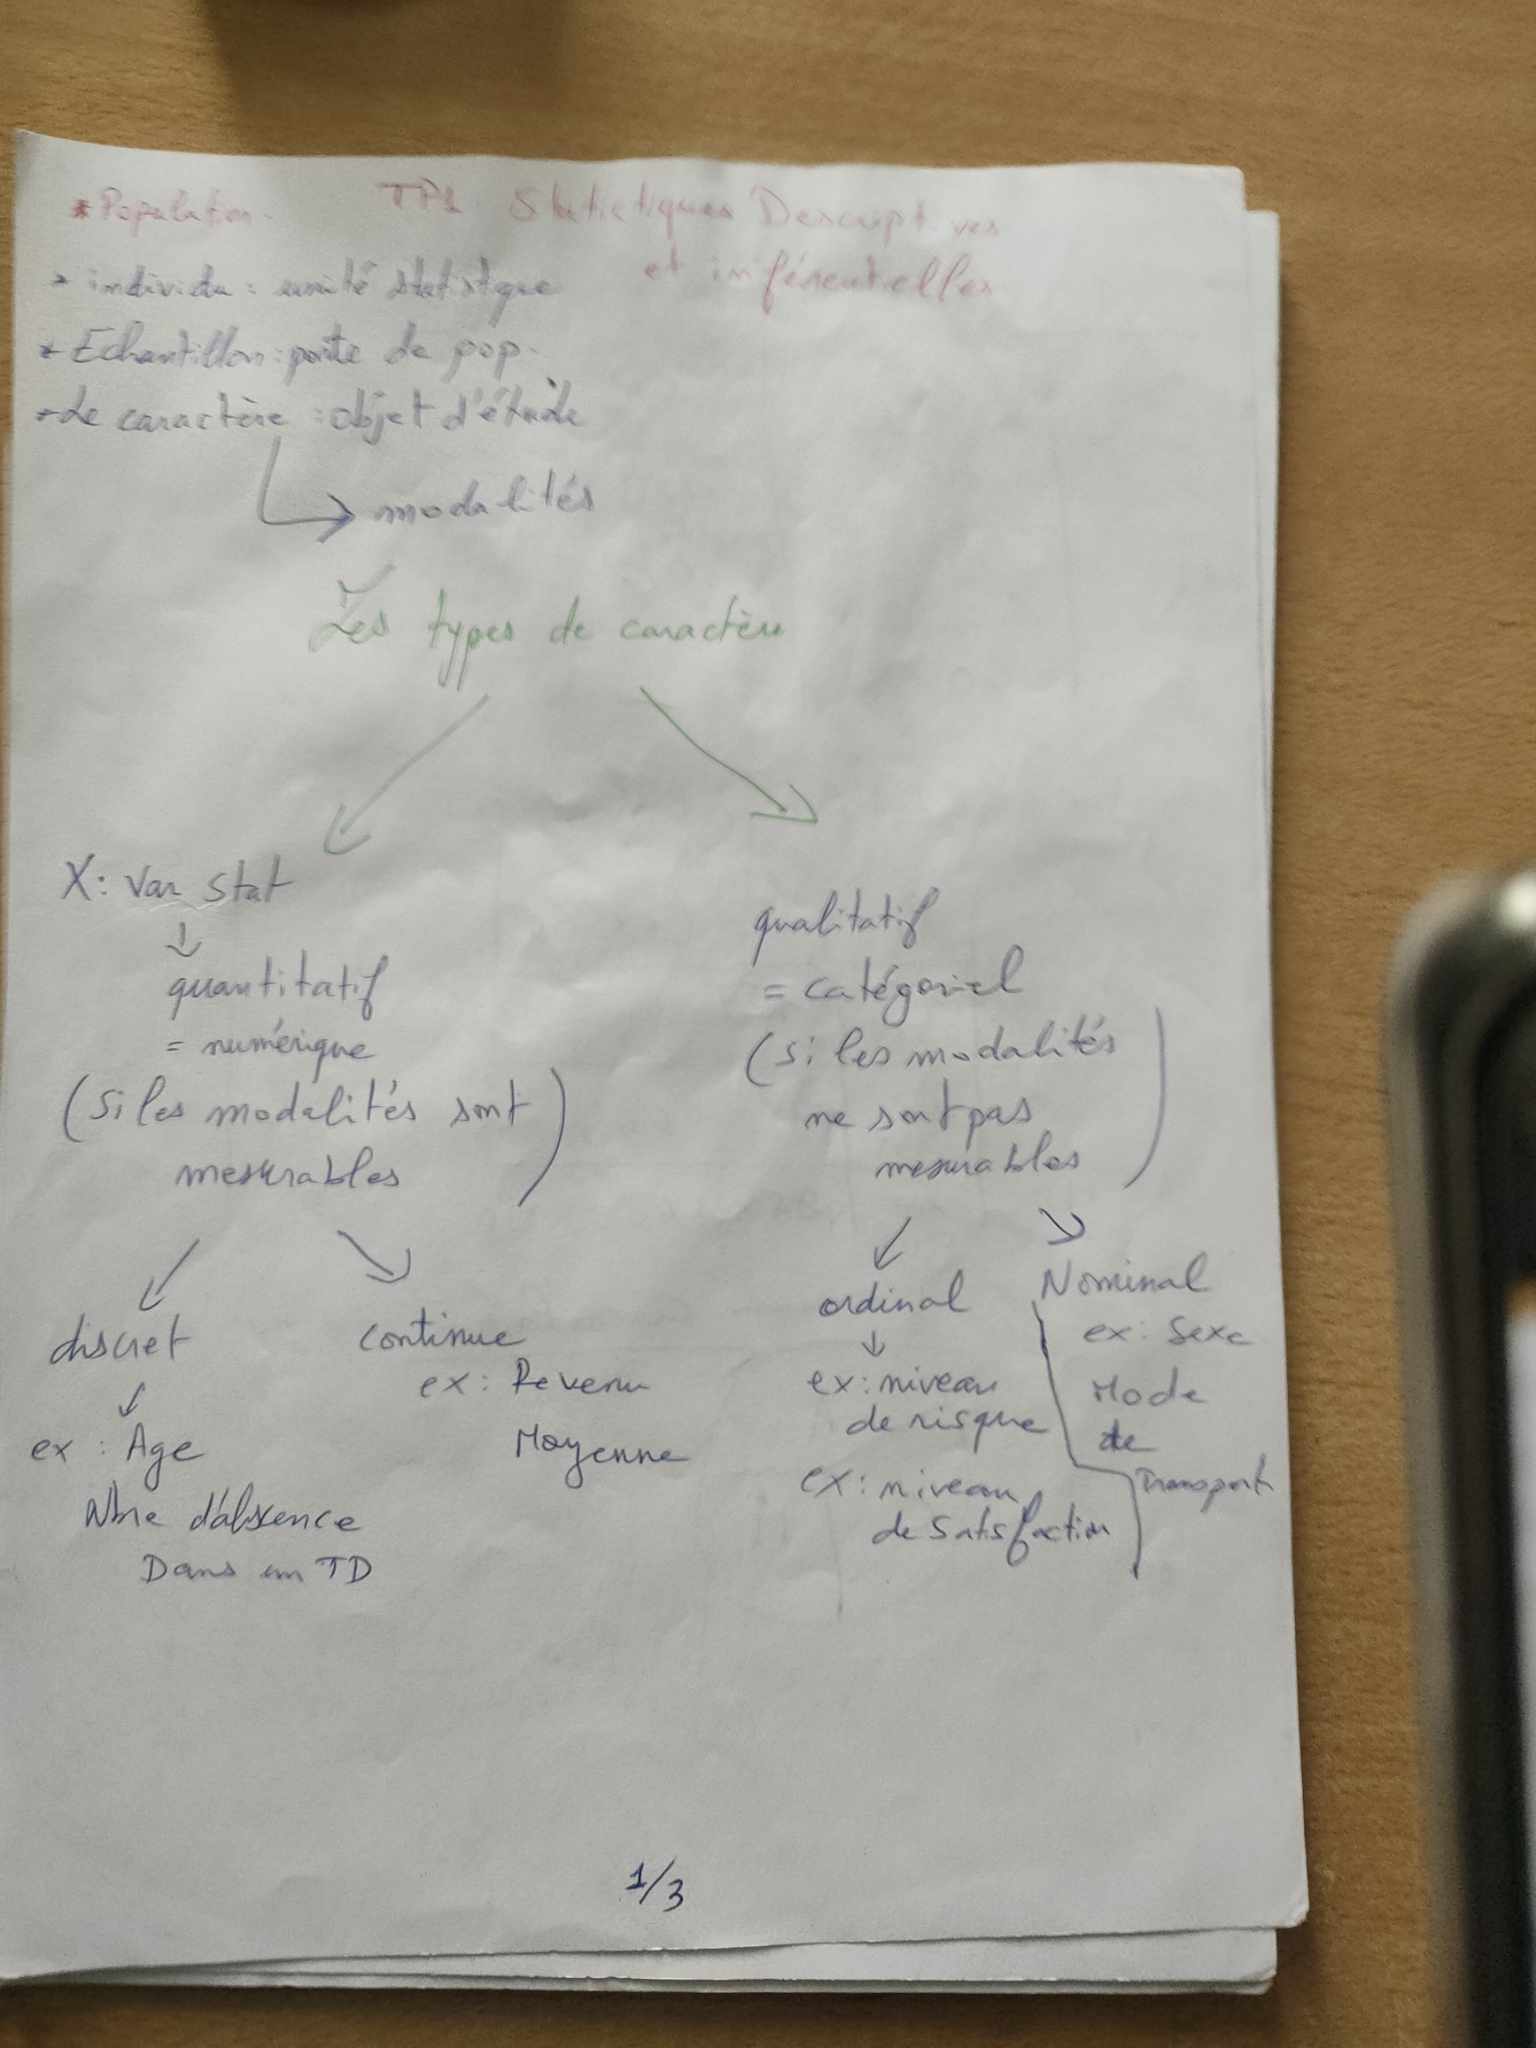 * Population.
TP1 Statistiques Descriptives
et inférentielles
* individu : unité statistique
* Echantillon : partie de pop.
* Le caractère : objet d'étude
modalités
Les types de caractère
X : Var stat
quantitatif
= numérique
(Si les modalités sont
mesurables)
discret
ex : Age
Nbre d'absence
Dans un TD
continue
ex : Revenu
Moyenne
qualitatif
= catégoriel
(Si les modalités
ne sont pas
mesurables)
ordinal
ex : niveau
de risque
ex : niveau
de satisfaction
Nominal
ex : Sexe
Mode
de
Transport
1/3